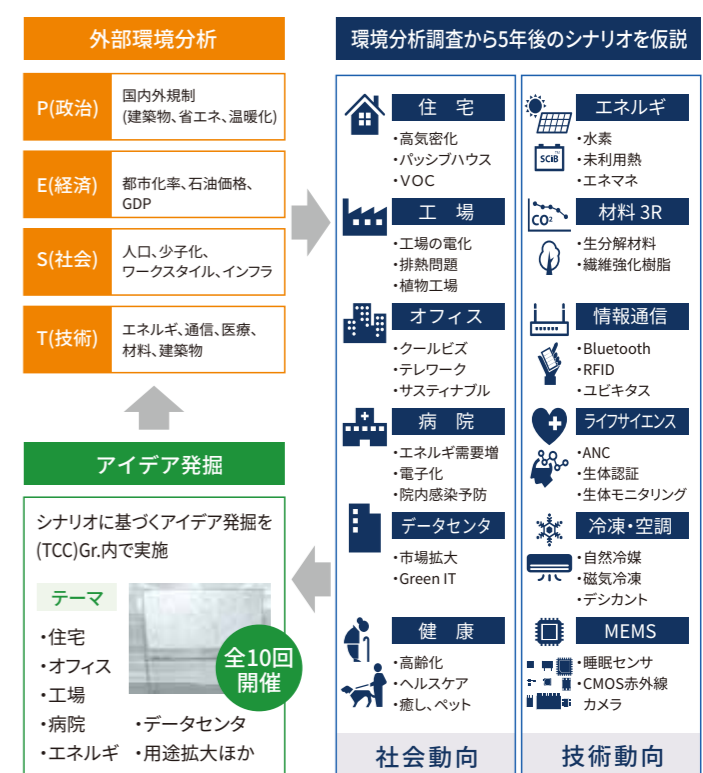 外部環境分析
P(政治)
国内外規制
(建築物、省エネ、温暖化)
E(経済)
都市化率、石油価格、
GDP
S(社会)
人口、少子化、
ワークスタイル、インフラ
T(技術)
エネルギ、通信、医療、
材料、建築物
アイデア発掘
シナリオに基づくアイデア発掘を
(TCC)Gr.内で実施
テーマ
・住宅
・オフィス
・工場
・病院
・エネルギ
・データセンタ
・用途拡大ほか
全10回
開催
環境分析調査から5年後のシナリオを仮説
住 宅
・高気密化
・パッシブハウス
・VOC
工 場
・工場の電化
・排熱問題
・植物工場
オフィス
・クールビズ
・テレワーク
・サスティナブル
病 院
・エネルギ需要増
・電子化
・院内感染予防
データセンタ
・市場拡大
・Green IT
健 康
・高齢化
・ヘルスケア
・癒し、ペット
社会動向
エネルギ
SCiB
・水素
・未利用熱
・エネマネ
材料 3R
CO²
・生分解材料
・繊維強化樹脂
情報通信
・Bluetooth
・RFID
・ユビキタス
ライフサイエンス
・ANC
・生体認証
・生体モニタリング
冷凍・空調
・自然冷媒
・磁気冷凍
・デシカント
MEMS
・睡眠センサ
・CMOS赤外線
カメラ
技術動向